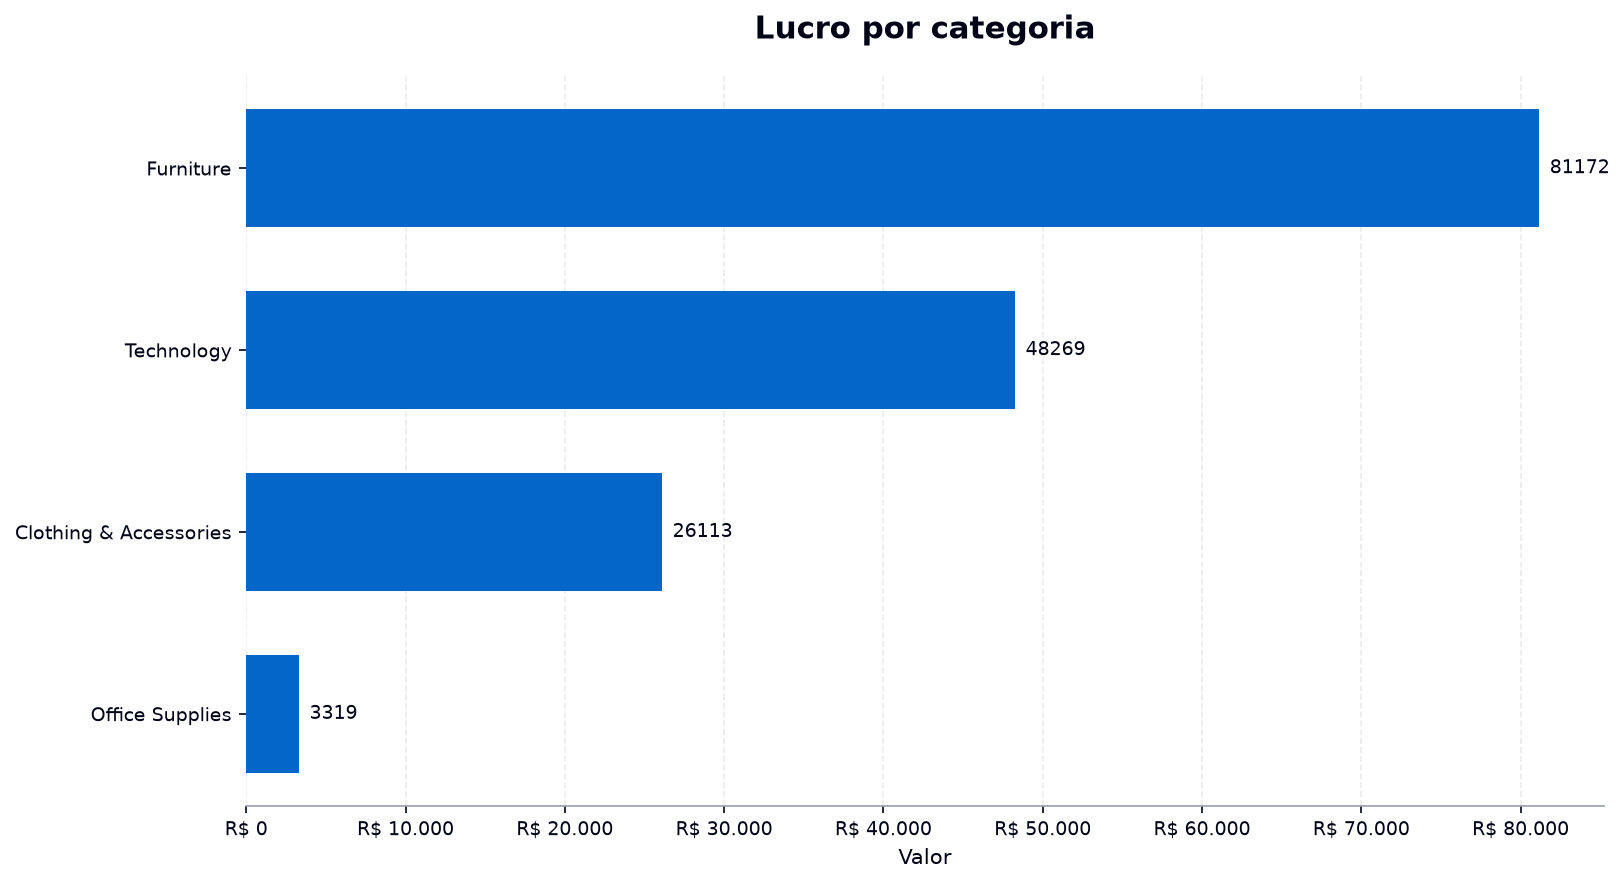 Lucro por categoria
Furniture
81172
Technology
48269
Clothing & Accessories
26113
Office Supplies
3319
R$ 0
R$ 10.000
R$ 20.000
R$ 30.000
R$ 40.000
R$ 50.000
R$ 60.000
R$ 70.000
R$ 80.000
Valor